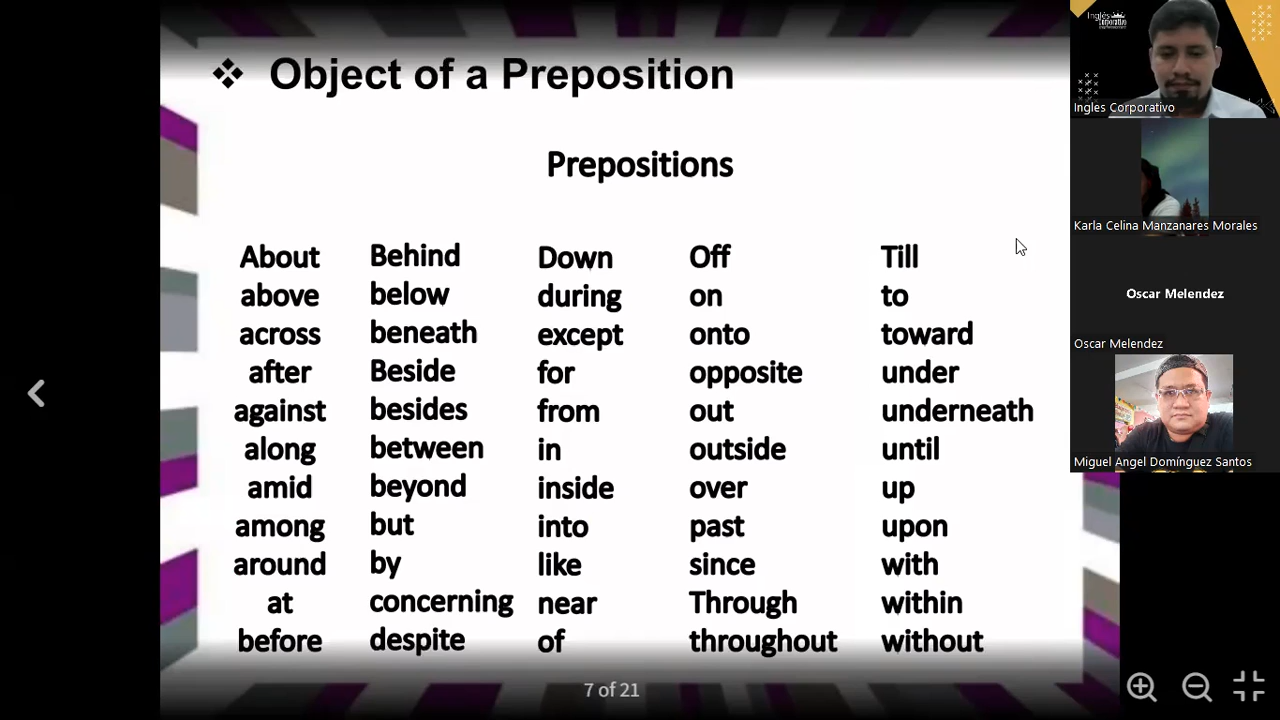 ❖ Object of a Preposition
Prepositions
About Behind Down Off Till
above below during on to
across beneath except onto toward
after Beside for opposite under
against besides from out underneath
along between in outside until
amid beyond inside over up
among but into past upon
around by like since with
at concerning near Through within
before despite of throughout without
7 of 21
Inglés
Corporativo
Ingles Corporativo
Karla Celina Manzanares Morales
Oscar Melendez
Oscar Melendez
Miguel Angel Domínguez Santos